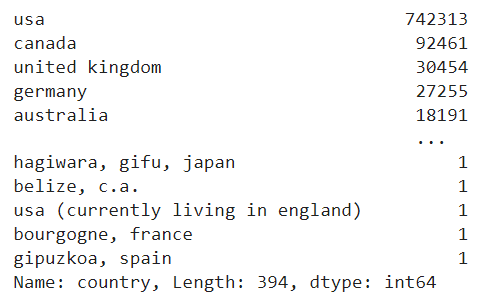 usa 742313
canada 92461
united kingdom 30454
germany 27255
australia 18191
...
hagiwara, gifu, japan 1
belize, c.a. 1
usa (currently living in england) 1
bourgogne, france 1
gipuzkoa, spain 1
Name: country, Length: 394, dtype: int64